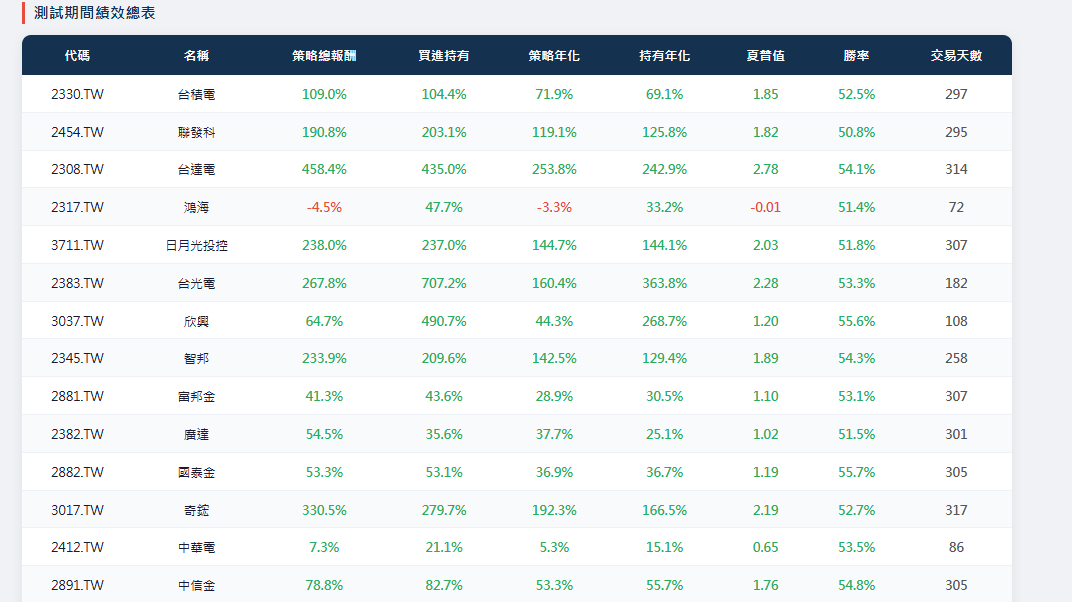 測試期間績效總表
代碼 名稱 策略總報酬 買進持有 策略年化 持有年化 夏普值 勝率 交易天數
2330.TW 台積電 109.0% 104.4% 71.9% 69.1% 1.85 52.5% 297
2454.TW 聯發科 190.8% 203.1% 119.1% 125.8% 1.82 50.8% 295
2308.TW 台達電 458.4% 435.0% 253.8% 242.9% 2.78 54.1% 314
2317.TW 鴻海 -4.5% 47.7% -3.3% 33.2% -0.01 51.4% 72
3711.TW 日月光投控 238.0% 237.0% 144.7% 144.1% 2.03 51.8% 307
2383.TW 台光電 267.8% 707.2% 160.4% 363.8% 2.28 53.3% 182
3037.TW 欣興 64.7% 490.7% 44.3% 268.7% 1.20 55.6% 108
2345.TW 智邦 233.9% 209.6% 142.5% 129.4% 1.89 54.3% 258
2881.TW 富邦金 41.3% 43.6% 28.9% 30.5% 1.10 53.1% 307
2382.TW 廣達 54.5% 35.6% 37.7% 25.1% 1.02 51.5% 301
2882.TW 國泰金 53.3% 53.1% 36.9% 36.7% 1.19 55.7% 305
3017.TW 奇鋐 330.5% 279.7% 192.3% 166.5% 2.19 52.7% 317
2412.TW 中華電 7.3% 21.1% 5.3% 15.1% 0.65 53.5% 86
2891.TW 中信金 78.8% 82.7% 53.3% 55.7% 1.76 54.8% 305